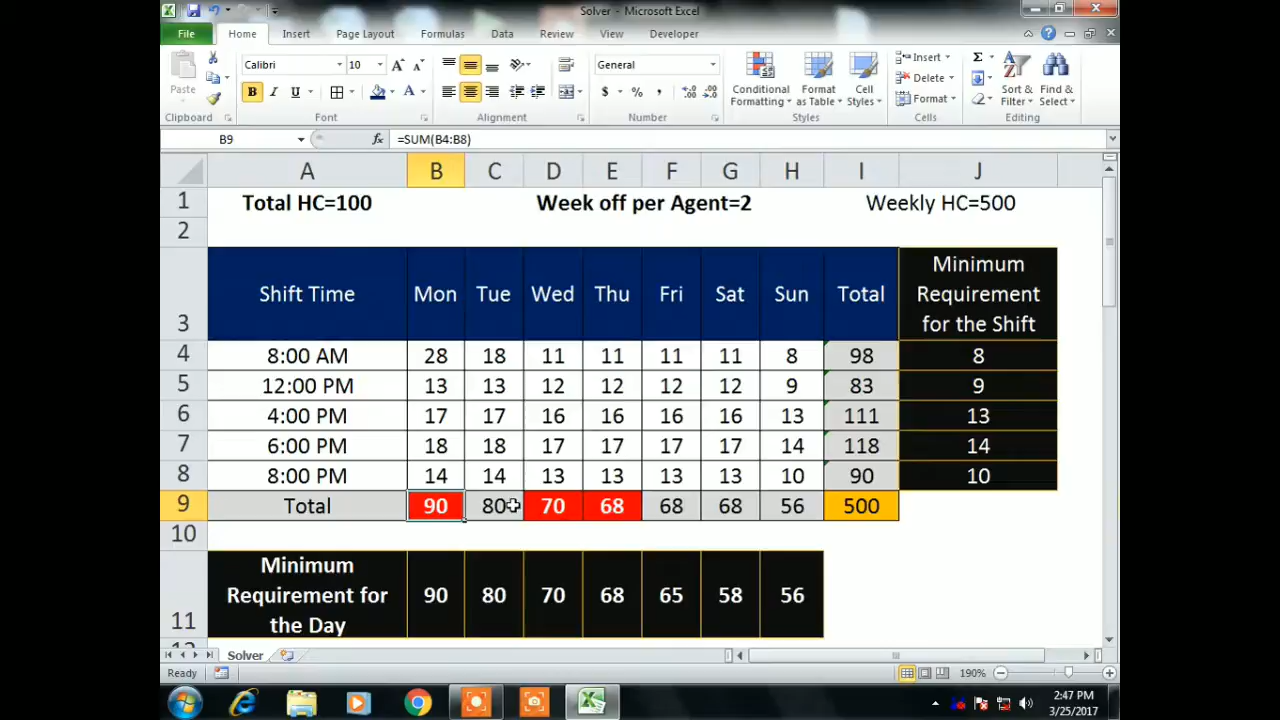 Solver - Microsoft Excel
File Home Insert Page Layout Formulas Data Review View Developer
Paste
Clipboard
Calibri 10 A A
B I U A
Font
Alignment
General
$ % ,
Number
Conditional Formatting
Format as Table
Cell Styles
Styles
Insert
Delete
Format
Cells
Σ
Sort & Filter
Find & Select
Editing
B9 fx =SUM(B4:B8)
A B C D E F G H I J
1 Total HC=100 Week off per Agent=2 Weekly HC=500
2
3 Shift Time Mon Tue Wed Thu Fri Sat Sun Total Minimum Requirement for the Shift
4 8:00 AM 28 18 11 11 11 11 8 98 8
5 12:00 PM 13 13 12 12 12 12 9 83 9
6 4:00 PM 17 17 16 16 16 16 13 111 13
7 6:00 PM 18 18 17 17 17 17 14 118 14
8 8:00 PM 14 14 13 13 13 13 10 90 10
9 Total 90 80 70 68 68 68 56 500
10
11 Minimum Requirement for the Day 90 80 70 68 65 58 56
Solver
Ready 190%
2:47 PM
3/25/2017